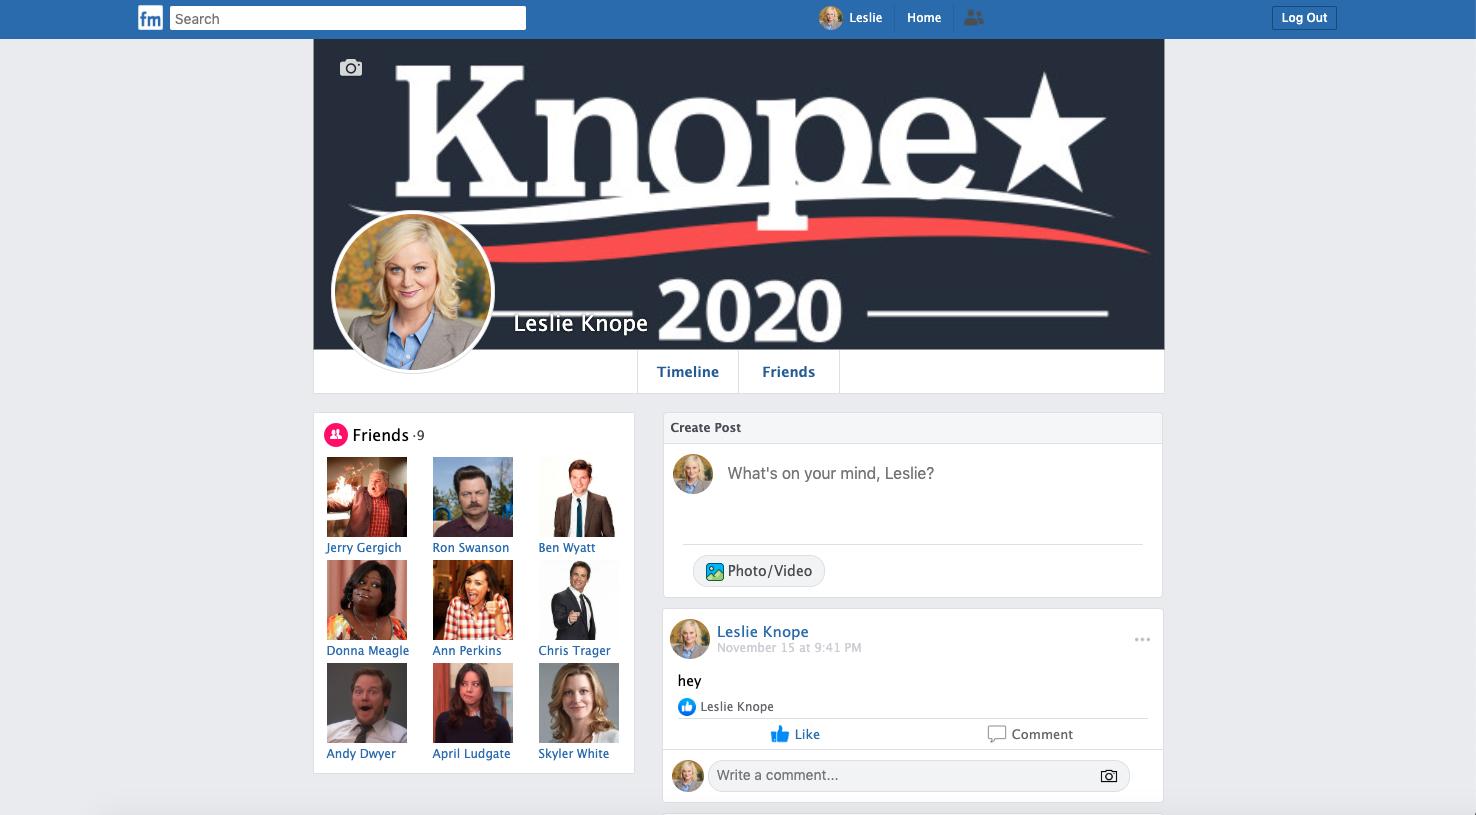 fm
Search
Leslie
Home
Log Out
Knope
2020
Leslie Knope
Timeline
Friends
Friends ·9
Jerry Gergich
Ron Swanson
Ben Wyatt
Donna Meagle
Ann Perkins
Chris Trager
Andy Dwyer
April Ludgate
Skyler White
Create Post
What's on your mind, Leslie?
Photo/Video
Leslie Knope
November 15 at 9:41 PM
hey
Leslie Knope
Like
Comment
Write a comment...